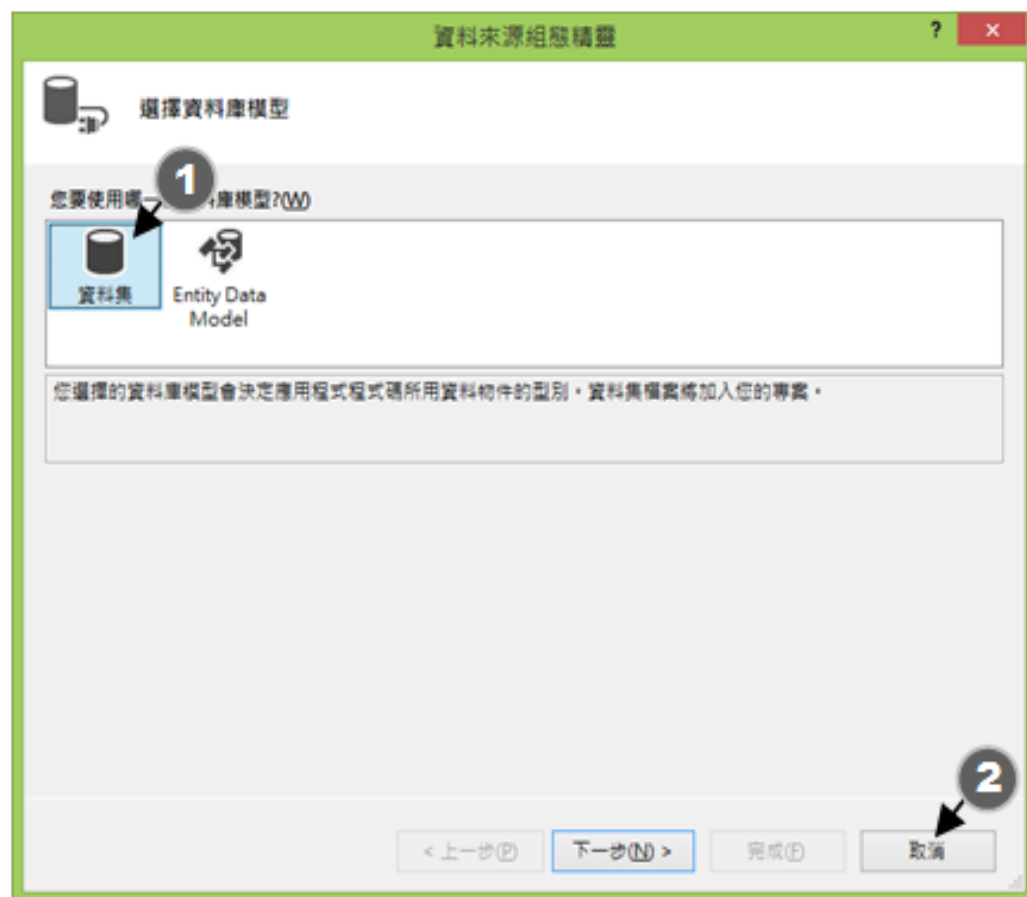 資料來源組態精靈
?
選擇資料庫模型
1
您要使用哪一 料庫模型?(W)
資料集
Entity Data
Model
您選擇的資料庫模型會決定應用程式程式碼所用資料物件的型別。資料集檔案將加入您的專案。
2
< 上一步(P)
下一步(N) >
完成(F)
取消